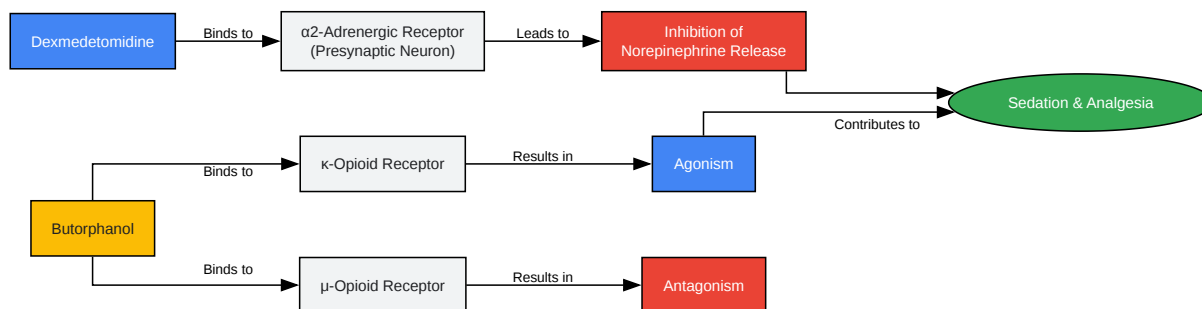 Dexmedetomidine
Binds to
α2-Adrenergic Receptor
(Presynaptic Neuron)
Leads to
Inhibition of
Norepinephrine Release
Sedation & Analgesia
Contributes to
Butorphanol
Binds to
κ-Opioid Receptor
Results in
Agonism
Binds to
μ-Opioid Receptor
Results in
Antagonism